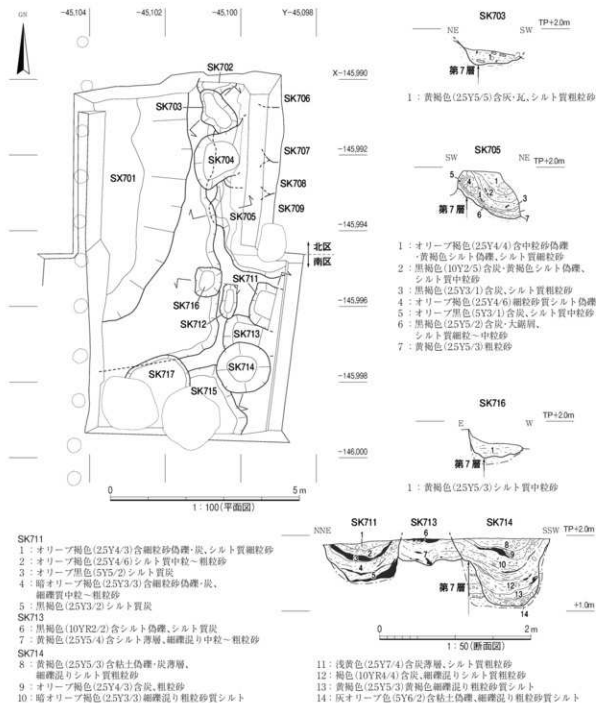 GN
-45,104
-45,102
-45,100
Y-45,098
X-145,990
-145,992
-145,994
-145,996
-145,998
-146,000
SK702
SK703
SK706
SK704
SK707
SX701
SK708
SK705
SK709
北区
南区
SK711
SK716
SK712
SK713
SK714
SK717
SK715
0 5 m
1:100(平面図)
SK703
NE SW TP+2.0m
第7層
1:黄褐色(2.5Y5/5)含灰・瓦、シルト質粗粒砂
SK705
SW NE TP+2.0m
第7層
1:オリーブ褐色(2.5Y4/4)含中粒砂偽礫
・黄褐色シルト偽礫、シルト質細粒砂
2:黒褐色(10Y2/5)含炭・黄褐色シルト偽礫、
シルト質中粒砂
3:黒褐色(2.5Y3/1)含炭、シルト質粗粒砂
4:オリーブ褐色(2.5Y4/6)細粒砂質シルト偽礫
5:オリーブ黒色(5Y3/1)含炭、シルト質中粒砂
6:黒褐色(2.5Y5/2)含炭・大鋸屑、
シルト質細粒～中粒砂
7:黄褐色(2.5Y5/3)粗粒砂
SK716
E W TP+2.0m
第7層
1:黄褐色(2.5Y5/3)シルト質中粒砂
SK711
1:オリーブ褐色(2.5Y4/3)含細粒砂偽礫・炭、シルト質細粒砂
2:オリーブ褐色(2.5Y4/6)シルト質中粒～粗粒砂
3:オリーブ黒色(5Y5/2)シルト質炭
4:暗オリーブ褐色(2.5Y3/3)含細粒砂偽礫・炭、
細礫質中粒～粗粒砂
5:黒褐色(2.5Y3/2)シルト質炭
SK713
6:黒褐色(10YR2/2)含シルト偽礫、シルト質炭
7:黄褐色(2.5Y5/4)シルト薄層、細礫混り中粒～粗粒砂
SK714
8:黄褐色(2.5Y5/3)含粘土偽礫・炭薄層、
細礫混りシルト質粗粒砂
9:オリーブ褐色(2.5Y4/3)含炭、粗粒砂
10:暗オリーブ褐色(2.5Y3/3)細礫混り粗粒砂質シルト
NNE SK711 SK713 SK714 SSW TP+2.0m
第7層
+1.0m
0 2 m
1:50(断面図)
11:浅黄色(2.5Y7/4)含炭薄層、シルト質粗粒砂
12:褐色(10YR4/4)含炭、細礫混りシルト質粗粒砂
13:黄褐色(2.5Y5/3)黄褐色細礫混り粗粒砂質シルト
14:灰オリーブ色(5Y6/2)含粘土偽礫、細礫混り粗粒砂質シルト